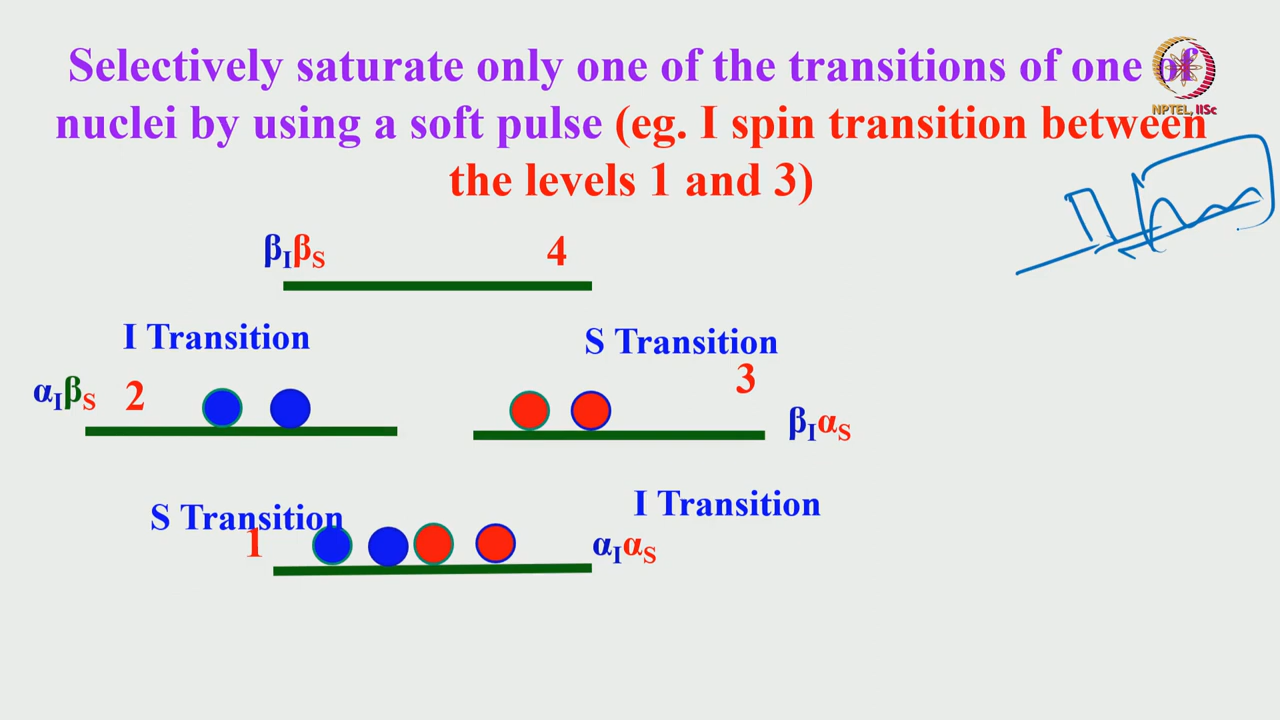 Selectively saturate only one of the transitions of one of
nuclei by using a soft pulse (eg. I spin transition between
the levels 1 and 3)
NPTEL, IISc
βIβS 4
I Transition S Transition
αIβS 2 3
βIαS
S Transition I Transition
1 αIαS